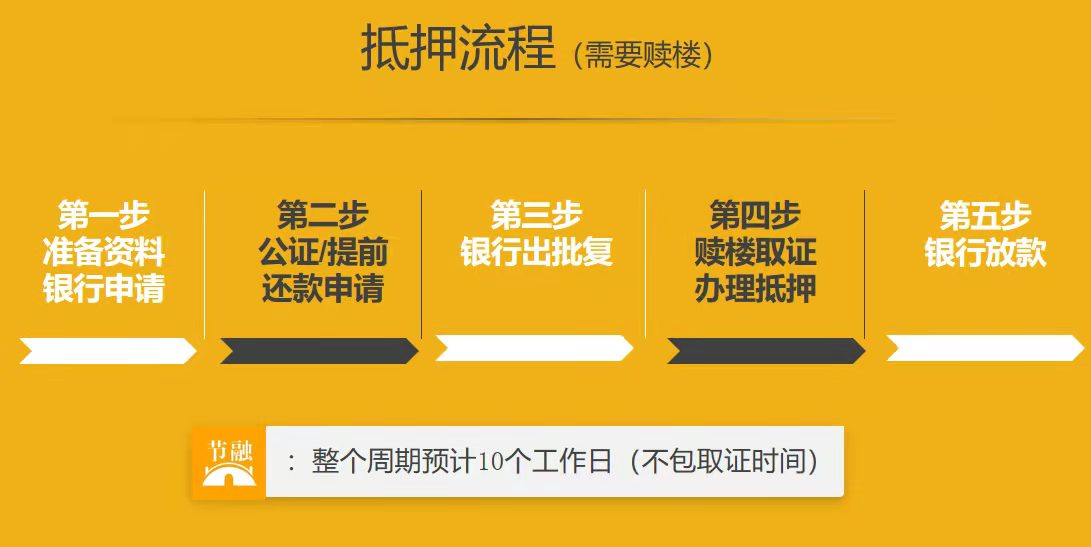 抵押流程（需要赎楼）
第一步
准备资料
银行申请
第二步
公证/提前
还款申请
第三步
银行出批复
第四步
赎楼取证
办理抵押
第五步
银行放款
节融
：整个周期预计10个工作日（不包取证时间）